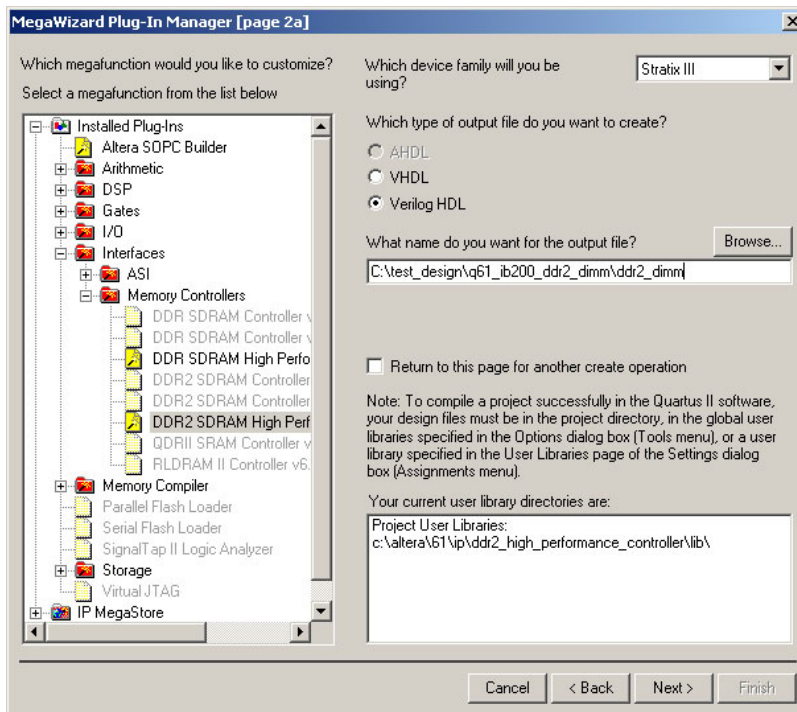 MegaWizard Plug-In Manager [page 2a]
Which megafunction would you like to customize?
Select a megafunction from the list below
Installed Plug-Ins
Altera SOPC Builder
Arithmetic
DSP
Gates
I/O
Interfaces
ASI
Memory Controllers
DDR SDRAM Controller v
DDR SDRAM Controller v
DDR SDRAM High Perfo
DDR2 SDRAM Controller
DDR2 SDRAM Controller
DDR2 SDRAM High Perf
QDRII SRAM Controller v
RLDRAM II Controller v6.
Memory Compiler
Parallel Flash Loader
Serial Flash Loader
SignalTap II Logic Analyzer
Storage
Virtual JTAG
IP MegaStore
Which device family will you be
using?
Stratix III
Which type of output file do you want to create?
AHDL
VHDL
Verilog HDL
What name do you want for the output file?
Browse...
C:\test_design\q61_ib200_ddr2_dimm\ddr2_dimm
Return to this page for another create operation
Note: To compile a project successfully in the Quartus II software,
your design files must be in the project directory, in the global user
libraries specified in the Options dialog box (Tools menu), or a user
library specified in the User Libraries page of the Settings dialog
box (Assignments menu).
Your current user library directories are:
Project User Libraries:
c:\altera\61\ip\ddr2_high_performance_controller\lib\
Cancel
< Back
Next >
Finish